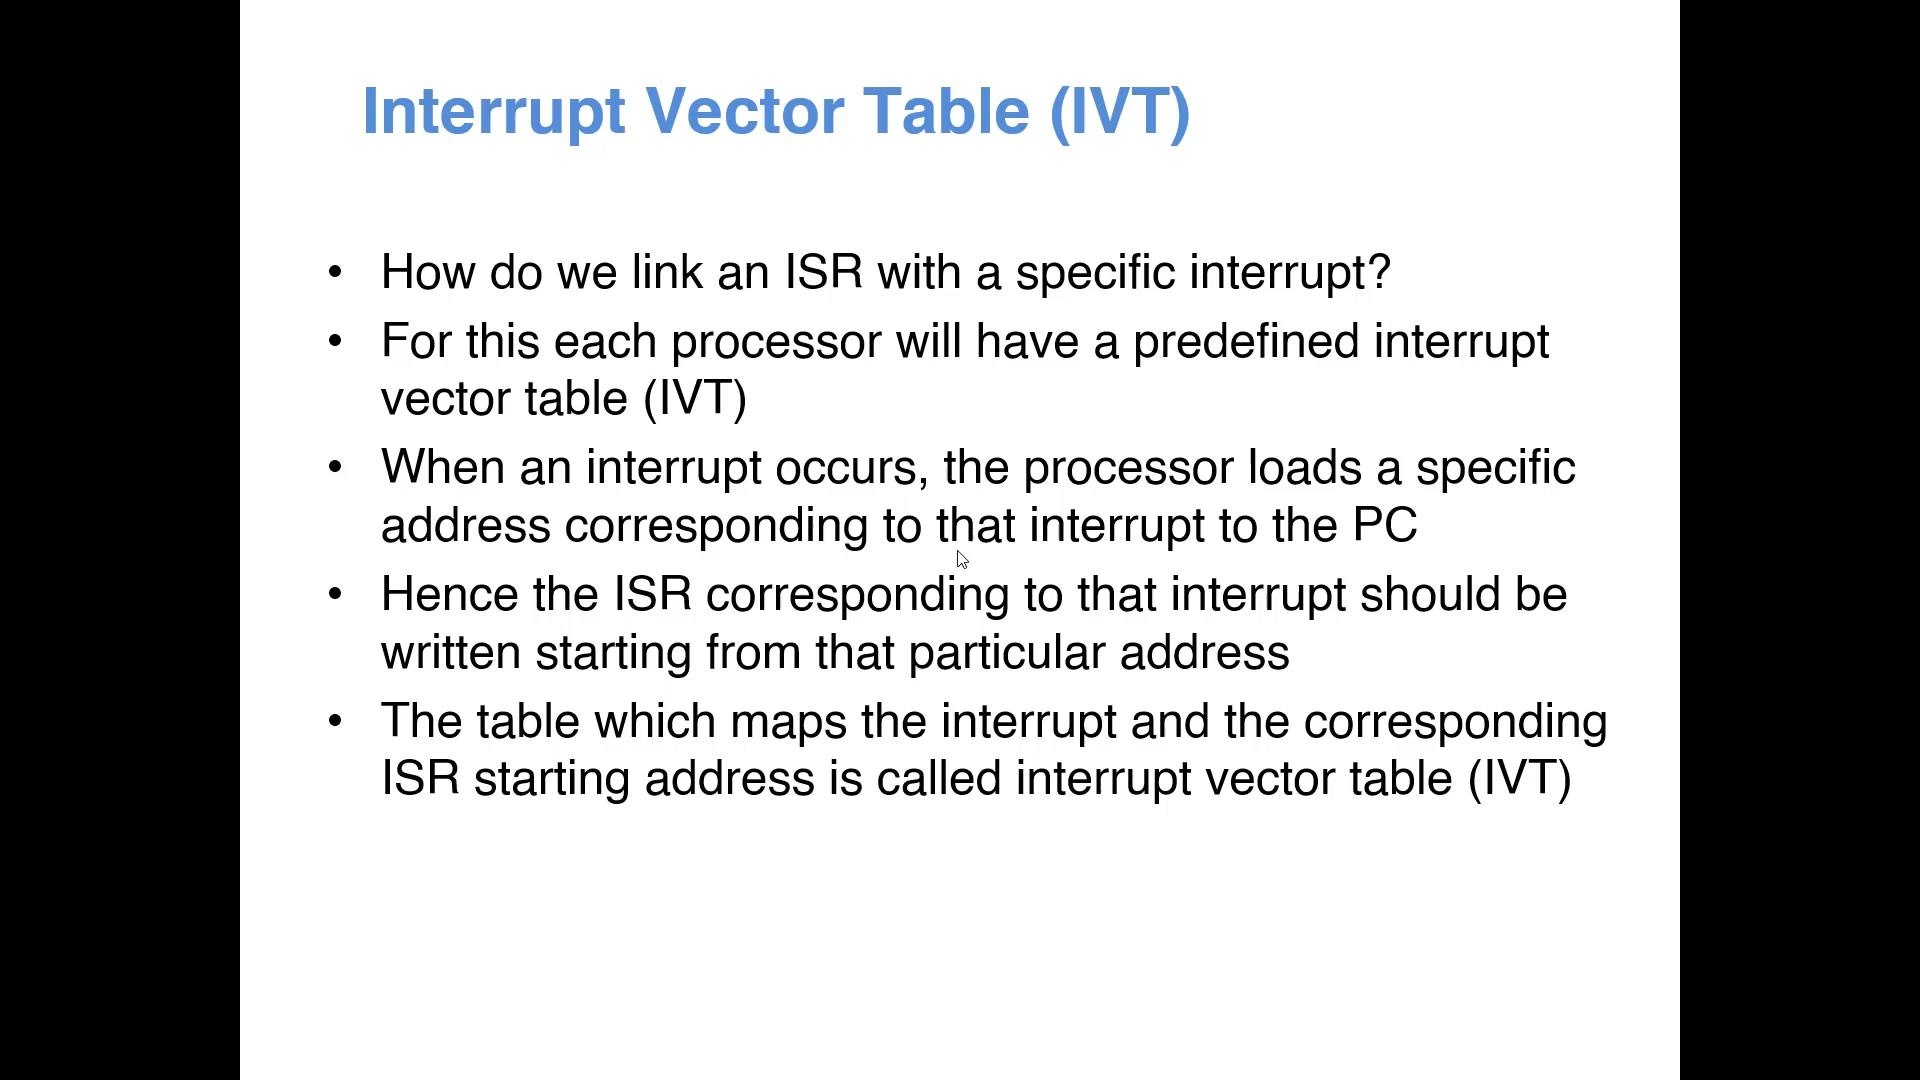 Interrupt Vector Table (IVT)
• How do we link an ISR with a specific interrupt?
• For this each processor will have a predefined interrupt
vector table (IVT)
• When an interrupt occurs, the processor loads a specific
address corresponding to that interrupt to the PC
• Hence the ISR corresponding to that interrupt should be
written starting from that particular address
• The table which maps the interrupt and the corresponding
ISR starting address is called interrupt vector table (IVT)